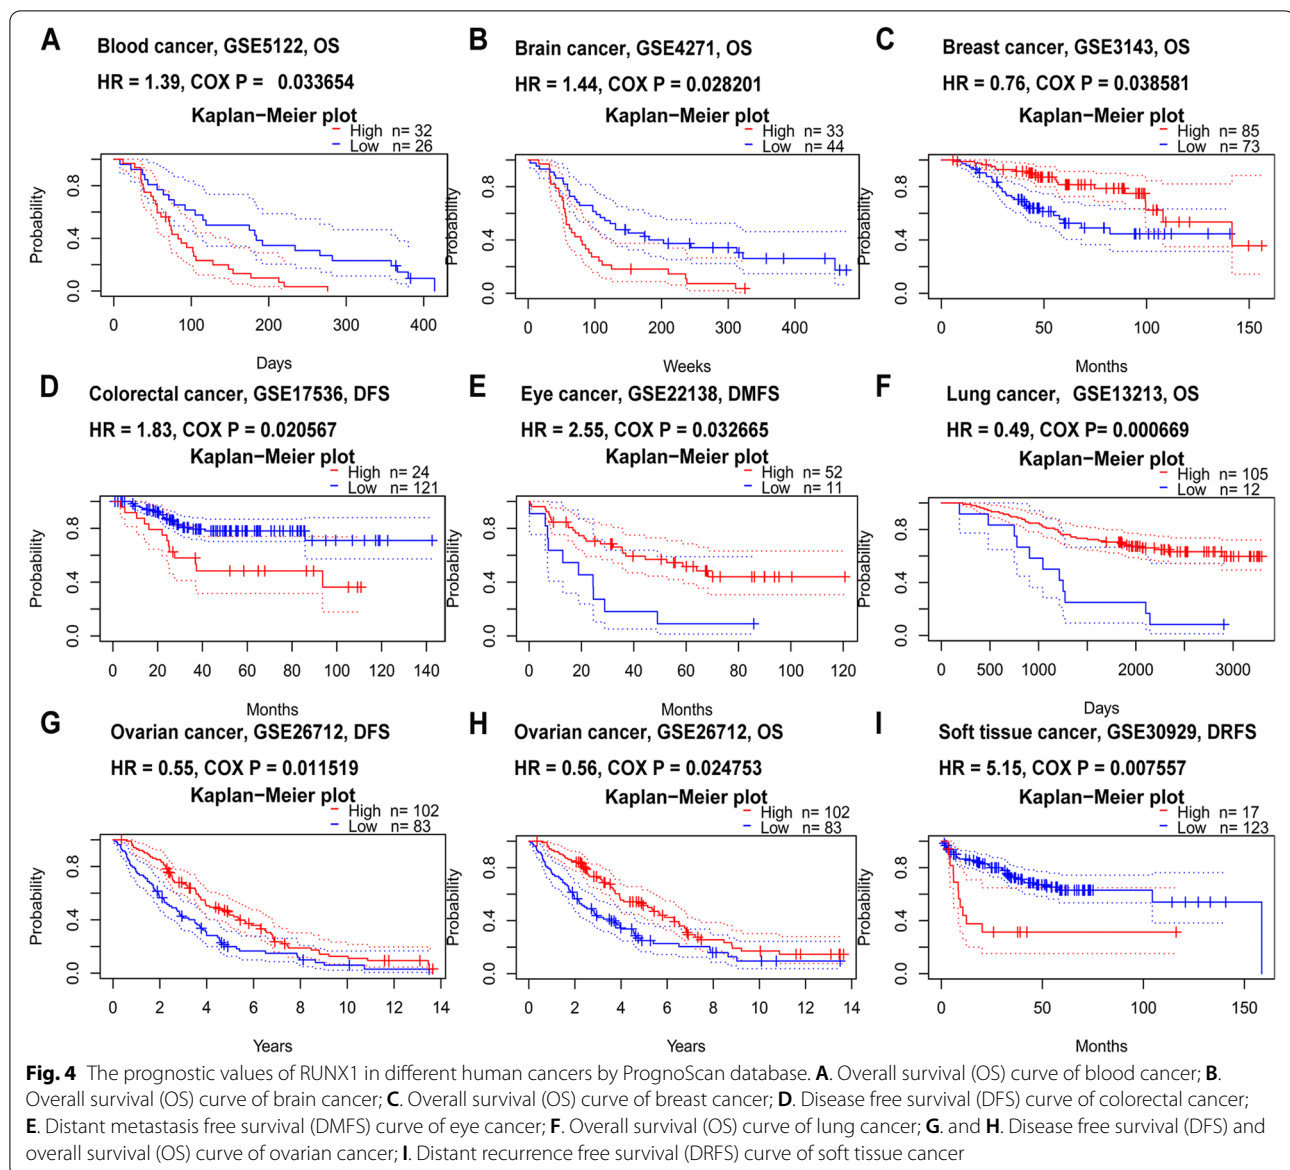 A Blood cancer, GSE5122, OS
HR = 1.39, COX P = 0.033654
Kaplan−Meier plot
High n= 32
Low n= 26
Probability
0.0 0.4 0.8
0 100 200 300 400
Days
B Brain cancer, GSE4271, OS
HR = 1.44, COX P = 0.028201
Kaplan−Meier plot
High n= 33
Low n= 44
Probability
0.0 0.4 0.8
0 100 200 300 400
Weeks
C Breast cancer, GSE3143, OS
HR = 0.76, COX P = 0.038581
Kaplan−Meier plot
High n= 85
Low n= 73
Probability
0.0 0.4 0.8
0 50 100 150
Months
D Colorectal cancer, GSE17536, DFS
HR = 1.83, COX P = 0.020567
Kaplan−Meier plot
High n= 24
Low n= 121
Probability
0.0 0.4 0.8
0 20 40 60 80 100 120 140
Months
E Eye cancer, GSE22138, DMFS
HR = 2.55, COX P = 0.032665
Kaplan−Meier plot
High n= 52
Low n= 11
Probability
0.0 0.4 0.8
0 20 40 60 80 100 120
Months
F Lung cancer, GSE13213, OS
HR = 0.49, COX P= 0.000669
Kaplan−Meier plot
High n= 105
Low n= 12
Probability
0.0 0.4 0.8
0 500 1000 2000 3000
Days
G Ovarian cancer, GSE26712, DFS
HR = 0.55, COX P = 0.011519
Kaplan−Meier plot
High n= 102
Low n= 83
Probability
0.0 0.4 0.8
0 2 4 6 8 10 12 14
Years
H Ovarian cancer, GSE26712, OS
HR = 0.56, COX P = 0.024753
Kaplan−Meier plot
High n= 102
Low n= 83
Probability
0.0 0.4 0.8
0 2 4 6 8 10 12 14
Years
I Soft tissue cancer, GSE30929, DRFS
HR = 5.15, COX P = 0.007557
Kaplan−Meier plot
High n= 17
Low n= 123
Probability
0.0 0.4 0.8
0 50 100 150
Months
Fig. 4 The prognostic values of RUNX1 in different human cancers by PrognoScan database. A. Overall survival (OS) curve of blood cancer; B.
Overall survival (OS) curve of brain cancer; C. Overall survival (OS) curve of breast cancer; D. Disease free survival (DFS) curve of colorectal cancer;
E. Distant metastasis free survival (DMFS) curve of eye cancer; F. Overall survival (OS) curve of lung cancer; G. and H. Disease free survival (DFS) and
overall survival (OS) curve of ovarian cancer; I. Distant recurrence free survival (DRFS) curve of soft tissue cancer